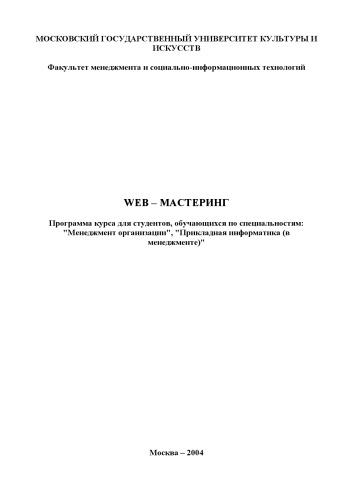 МОСКОВСКИЙ ГОСУДАРСТВЕННЫЙ УНИВЕРСИТЕТ КУЛЬТУРЫ И
ИСКУССТВ
Факультет менеджмента и социально-информационных технологий
WEB – МАСТЕРИНГ
Программа курса для студентов, обучающихся по специальностям:
"Менеджмент организации", "Прикладная информатика (в
менеджменте)"
Москва – 2004